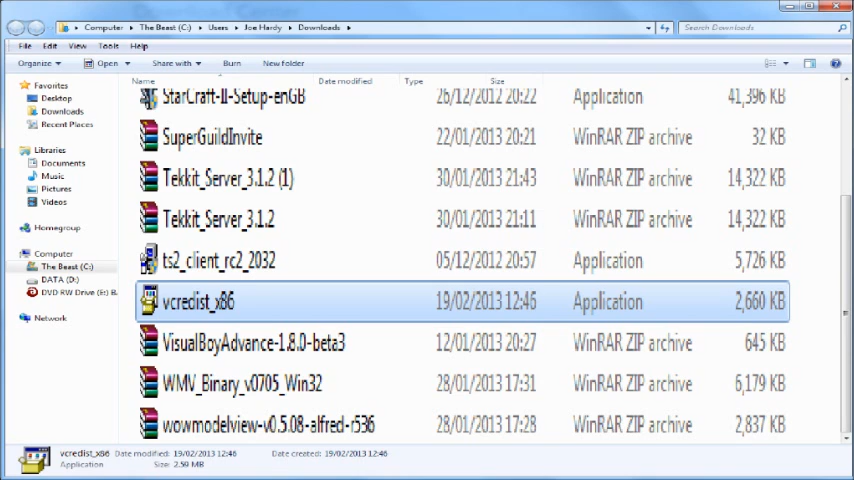 Computer ▸ The Beast (C:) ▸ Users ▸ Joe Hardy ▸ Downloads ▸
Search Downloads
File Edit View Tools Help
Organize Open Share with Burn New folder
Name Date modified Type Size
Favorites
Desktop
Downloads
Recent Places
Libraries
Documents
Music
Pictures
Videos
Homegroup
Computer
The Beast (C:)
DATA (D:)
DVD RW Drive (E:) B
Network
StarCraft-II-Setup-enGB 26/12/2012 20:22 Application 41,396 KB
SuperGuildInvite 22/01/2013 20:21 WinRAR ZIP archive 32 KB
Tekkit_Server_3.1.2 (1) 30/01/2013 21:43 WinRAR ZIP archive 14,322 KB
Tekkit_Server_3.1.2 30/01/2013 21:11 WinRAR ZIP archive 14,322 KB
ts2_client_rc2_2032 05/12/2012 20:57 Application 5,726 KB
vcredist_x86 19/02/2013 12:46 Application 2,660 KB
VisualBoyAdvance-1.8.0-beta3 12/01/2013 20:27 WinRAR ZIP archive 645 KB
WMV_Binary_v0705_Win32 28/01/2013 17:31 WinRAR ZIP archive 6,179 KB
wowmodelview-v0.5.08-alfred-r536 28/01/2013 17:28 WinRAR ZIP archive 2,837 KB
vcredist_x86 Date modified: 19/02/2013 12:46 Date created: 19/02/2013 12:46
Application Size: 2.59 MB